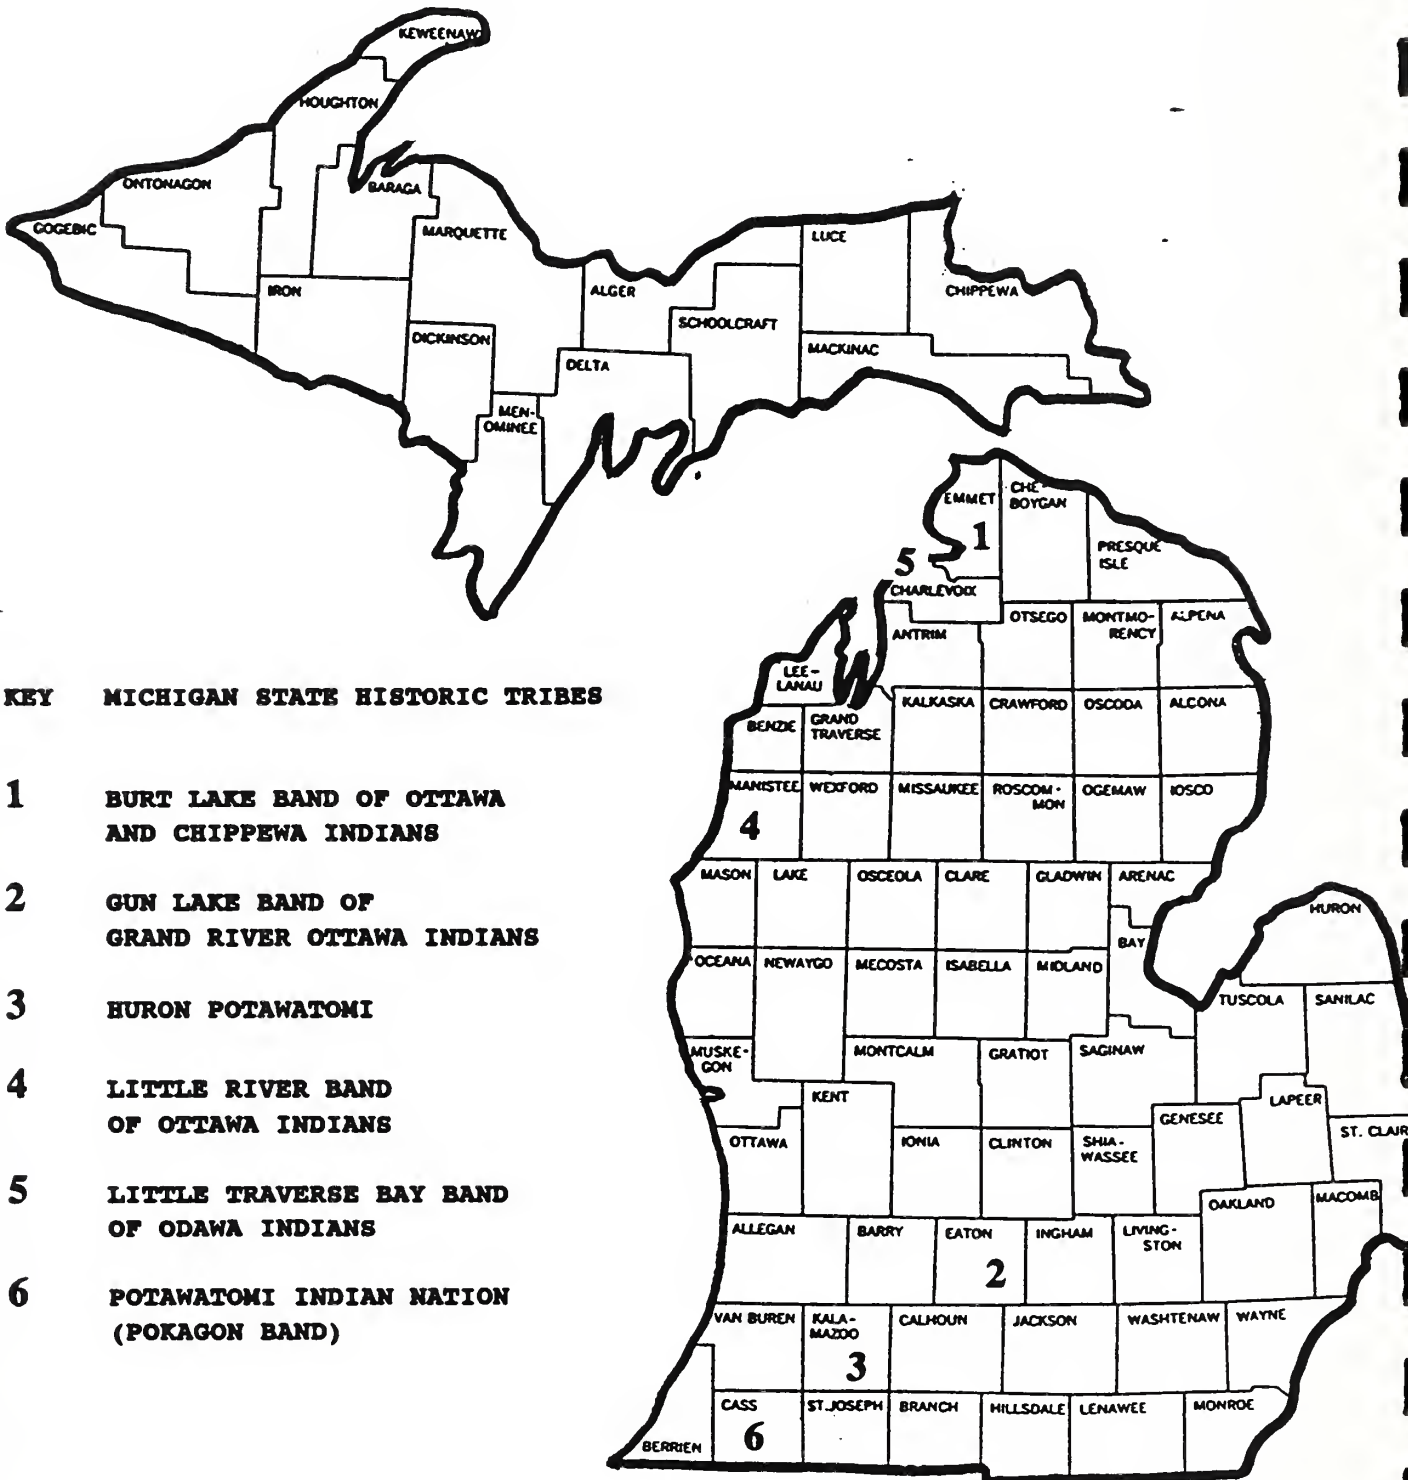 KEWEENAW
HOUGHTON
ONTONAGON
BARAGA
GOGEBIC
MARQUETTE
LUCE
IRON
ALGER
CHIPPEWA
SCHOOLCRAFT
DICKINSON
MACKINAC
DELTA
MEN-
OMINEE
EMMET
CHE-
BOYGAN
1
PRESQUE
ISLE
5
CHARLEVOIX
ANTRIM
OTSEGO
MONTMO-
RENCY
ALPENA
LEE-
LANAU
KALKASKA
CRAWFORD
OSCODA
ALCONA
BENZIE
GRAND
TRAVERSE
MANISTEE
WEXFORD
MISSAUKEE
ROSCOM-
MON
OGEMAW
IOSCO
4
MASON
LAKE
OSCEOLA
CLARE
GLADWIN
ARENAC
HURON
BAY
OCEANA
NEWAYGO
MECOSTA
ISABELLA
MIDLAND
TUSCOLA
SANILAC
MUSKE-
GON
MONTCALM
GRATIOT
SAGINAW
KENT
LAPEER
GENESEE
ST. CLAIR
OTTAWA
IONIA
CLINTON
SHIA-
WASSEE
OAKLAND
MACOMB
ALLEGAN
BARRY
EATON
INGHAM
LIVING-
STON
2
VAN BUREN
KALA-
MAZOO
CALHOUN
JACKSON
WASHTENAW
WAYNE
3
CASS
ST.JOSEPH
BRANCH
HILLSDALE
LENAWEE
MONROE
6
BERRIEN
KEY MICHIGAN STATE HISTORIC TRIBES
1 BURT LAKE BAND OF OTTAWA
AND CHIPPEWA INDIANS
2 GUN LAKE BAND OF
GRAND RIVER OTTAWA INDIANS
3 HURON POTAWATOMI
4 LITTLE RIVER BAND
OF OTTAWA INDIANS
5 LITTLE TRAVERSE BAY BAND
OF ODAWA INDIANS
6 POTAWATOMI INDIAN NATION
(POKAGON BAND)